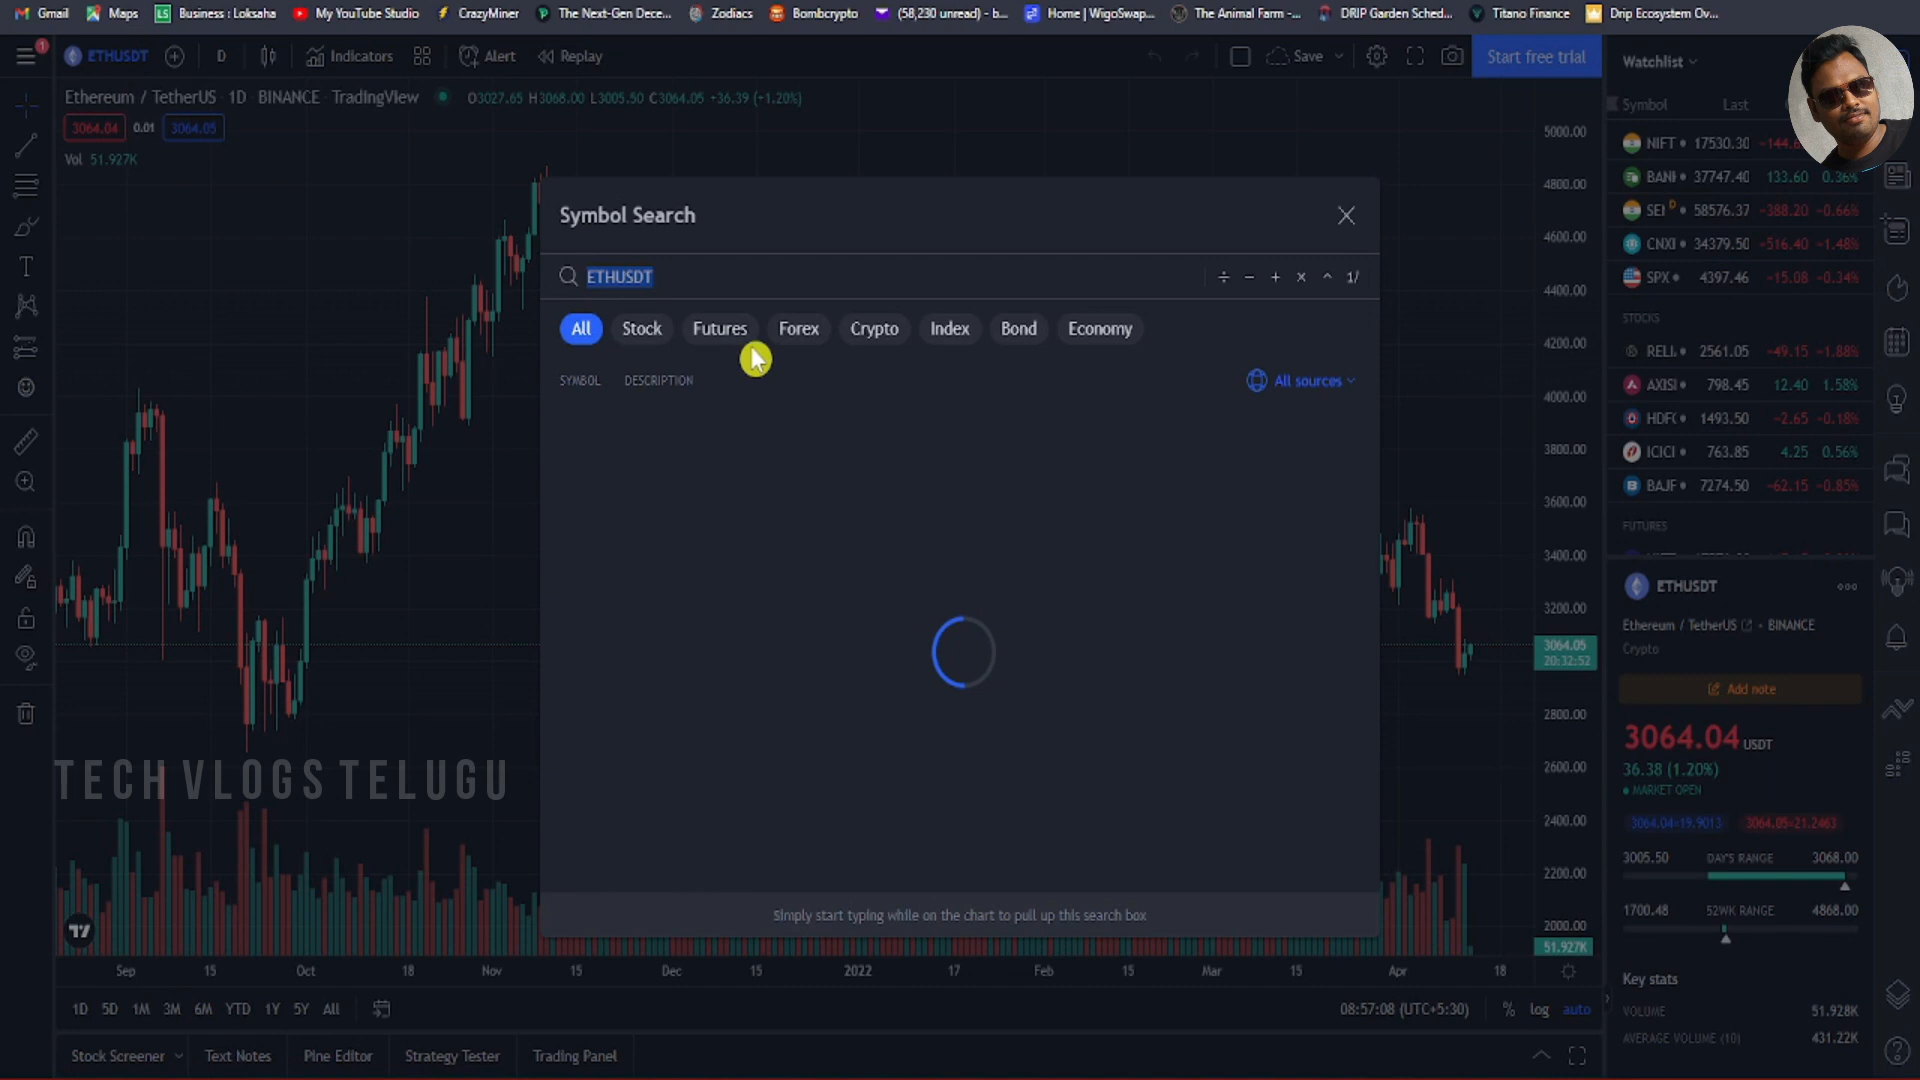 Gmail Maps Business : Loksaha My YouTube Studio CrazyMiner The Next-Gen Dece... Zodiacs Bombcrypto (58,230 unread) - b... Home | WigoSwap... The Animal Farm -... DRIP Garden Sched... Titano Finance Drip Ecosystem Ov...
1 ETHUSDT D Indicators Alert Replay Save Start free trial Watchlist
Ethereum / TetherUS · 1D · BINANCE · TradingView O3027.65 H3068.00 L3005.50 C3064.05 +36.39 (+1.20%)
3064.04 0.01 3064.05
Vol 51.927K
Symbol Search
ETHUSDT ÷ − + × ^ 1/
All Stock Futures Forex Crypto Index Bond Economy
SYMBOL DESCRIPTION All sources
Simply start typing while on the chart to pull up this search box
TECH VLOGS TELUGU
5000.00
4800.00
4600.00
4400.00
4200.00
4000.00
3800.00
3600.00
3400.00
3200.00
3064.05
20:32:52
2800.00
2600.00
2400.00
2200.00
2000.00
51.927K
Sep 15 Oct 18 Nov 15 Dec 15 2022 17 Feb 15 Mar 15 Apr 18
1D 5D 1M 3M 6M YTD 1Y 5Y All 08:57:08 (UTC+5:30) % log auto
Stock Screener Text Notes Pine Editor Strategy Tester Trading Panel
Symbol Last
NIFT 17530.30
BANI 37747.40 133.60 0.36%
SEI D 58576.37 −388.20 −0.66%
CNXI 34379.50 −516.40 −1.48%
SPX 4397.46 −15.08 −0.34%
STOCKS
RELI. 2561.05 −49.15 −1.88%
AXISI 798.45 12.40 1.58%
HDFC 1493.50 −2.65 −0.18%
ICICI 763.85 4.25 0.56%
BAJF 7274.50 −62.15 −0.85%
FUTURES
ETHUSDT
Ethereum / TetherUS · BINANCE
Crypto
Add note
3064.04 USDT
36.38 (1.20%)
MARKET OPEN
3064.04×19.9013 3064.05×21.2463
3005.50 DAY'S RANGE 3068.00
1700.48 52WK RANGE 4868.00
Key stats
VOLUME 51.928K
AVERAGE VOLUME (10) 431.22K